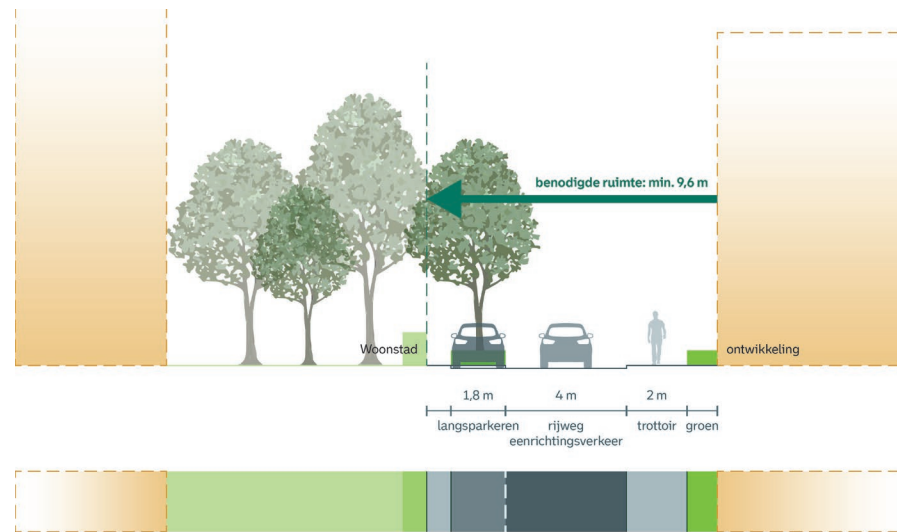 benodigde ruimte: min. 9,6 m
Woonstad
ontwikkeling
1,8 m 4 m 2 m
langsparkeren rijweg trottoir groen
eenrichtingsverkeer